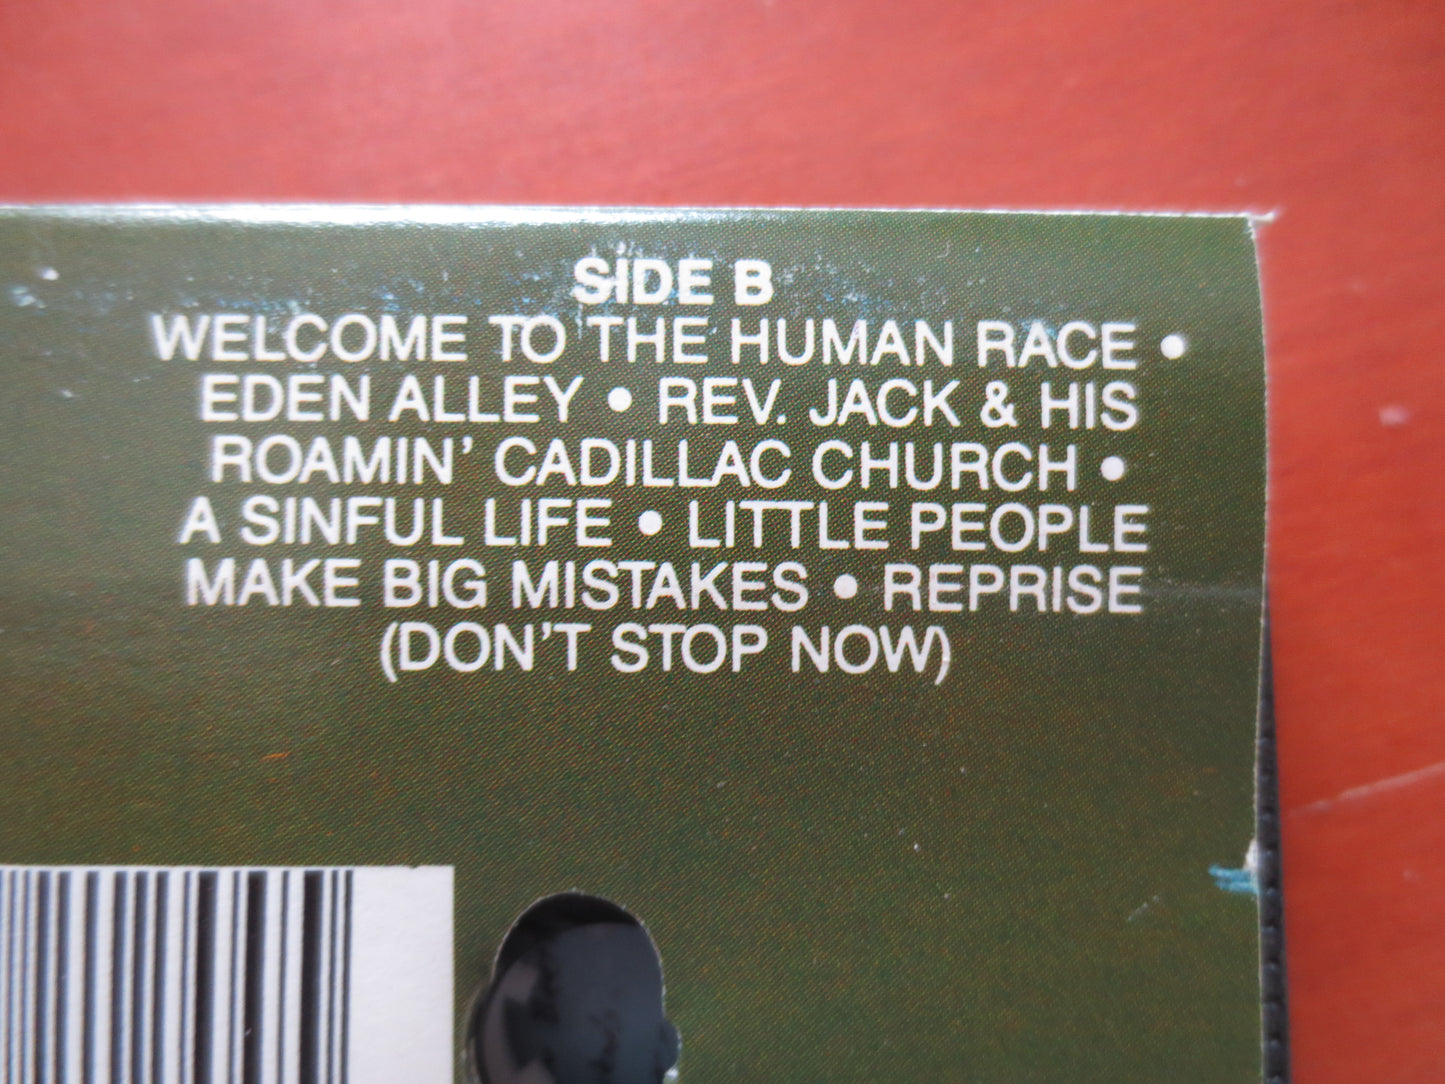 SIDE B
WELCOME TO THE HUMAN RACE •
EDEN ALLEY • REV. JACK & HIS
ROAMIN' CADILLAC CHURCH •
A SINFUL LIFE • LITTLE PEOPLE
MAKE BIG MISTAKES • REPRISE
(DON'T STOP NOW)